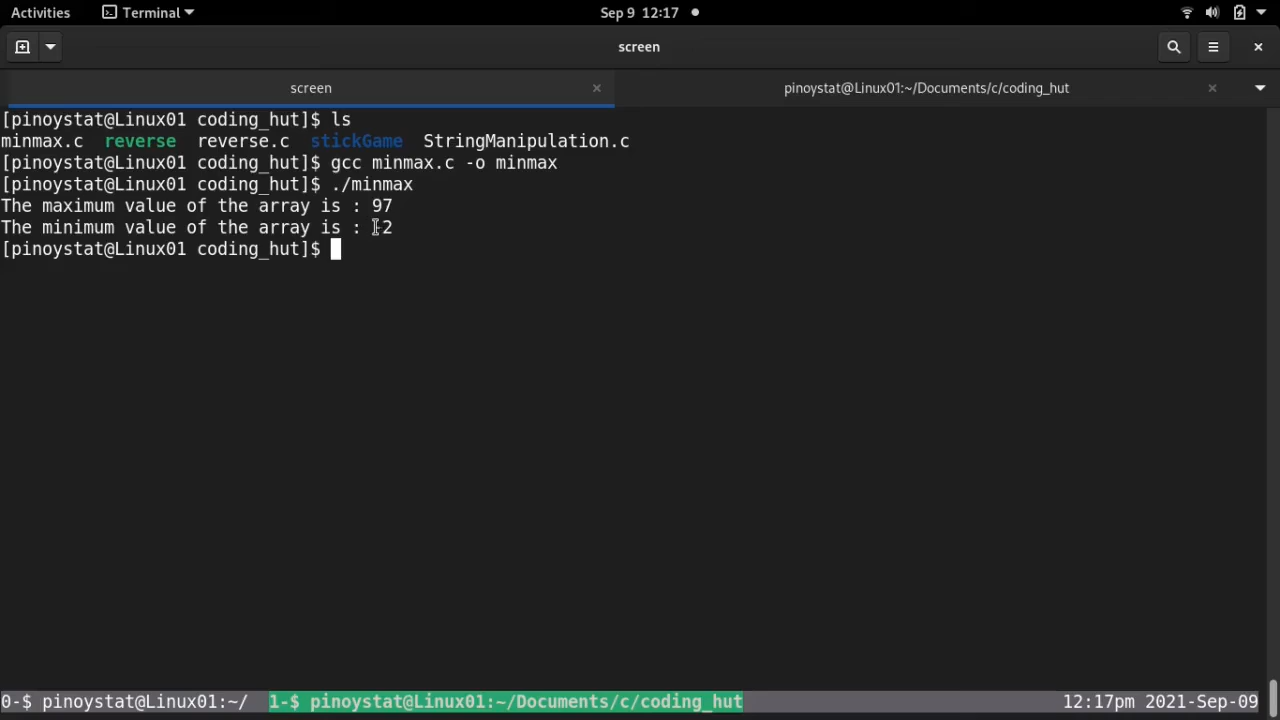 Activities Terminal Sep 9 12:17
screen
screen pinoystat@Linux01:~/Documents/c/coding_hut
[pinoystat@Linux01 coding_hut]$ ls
minmax.c reverse reverse.c stickGame StringManipulation.c
[pinoystat@Linux01 coding_hut]$ gcc minmax.c -o minmax
[pinoystat@Linux01 coding_hut]$ ./minmax
The maximum value of the array is : 97
The minimum value of the array is : -2
[pinoystat@Linux01 coding_hut]$
0-$ pinoystat@Linux01:~/ 1-$ pinoystat@Linux01:~/Documents/c/coding_hut 12:17pm 2021-Sep-09